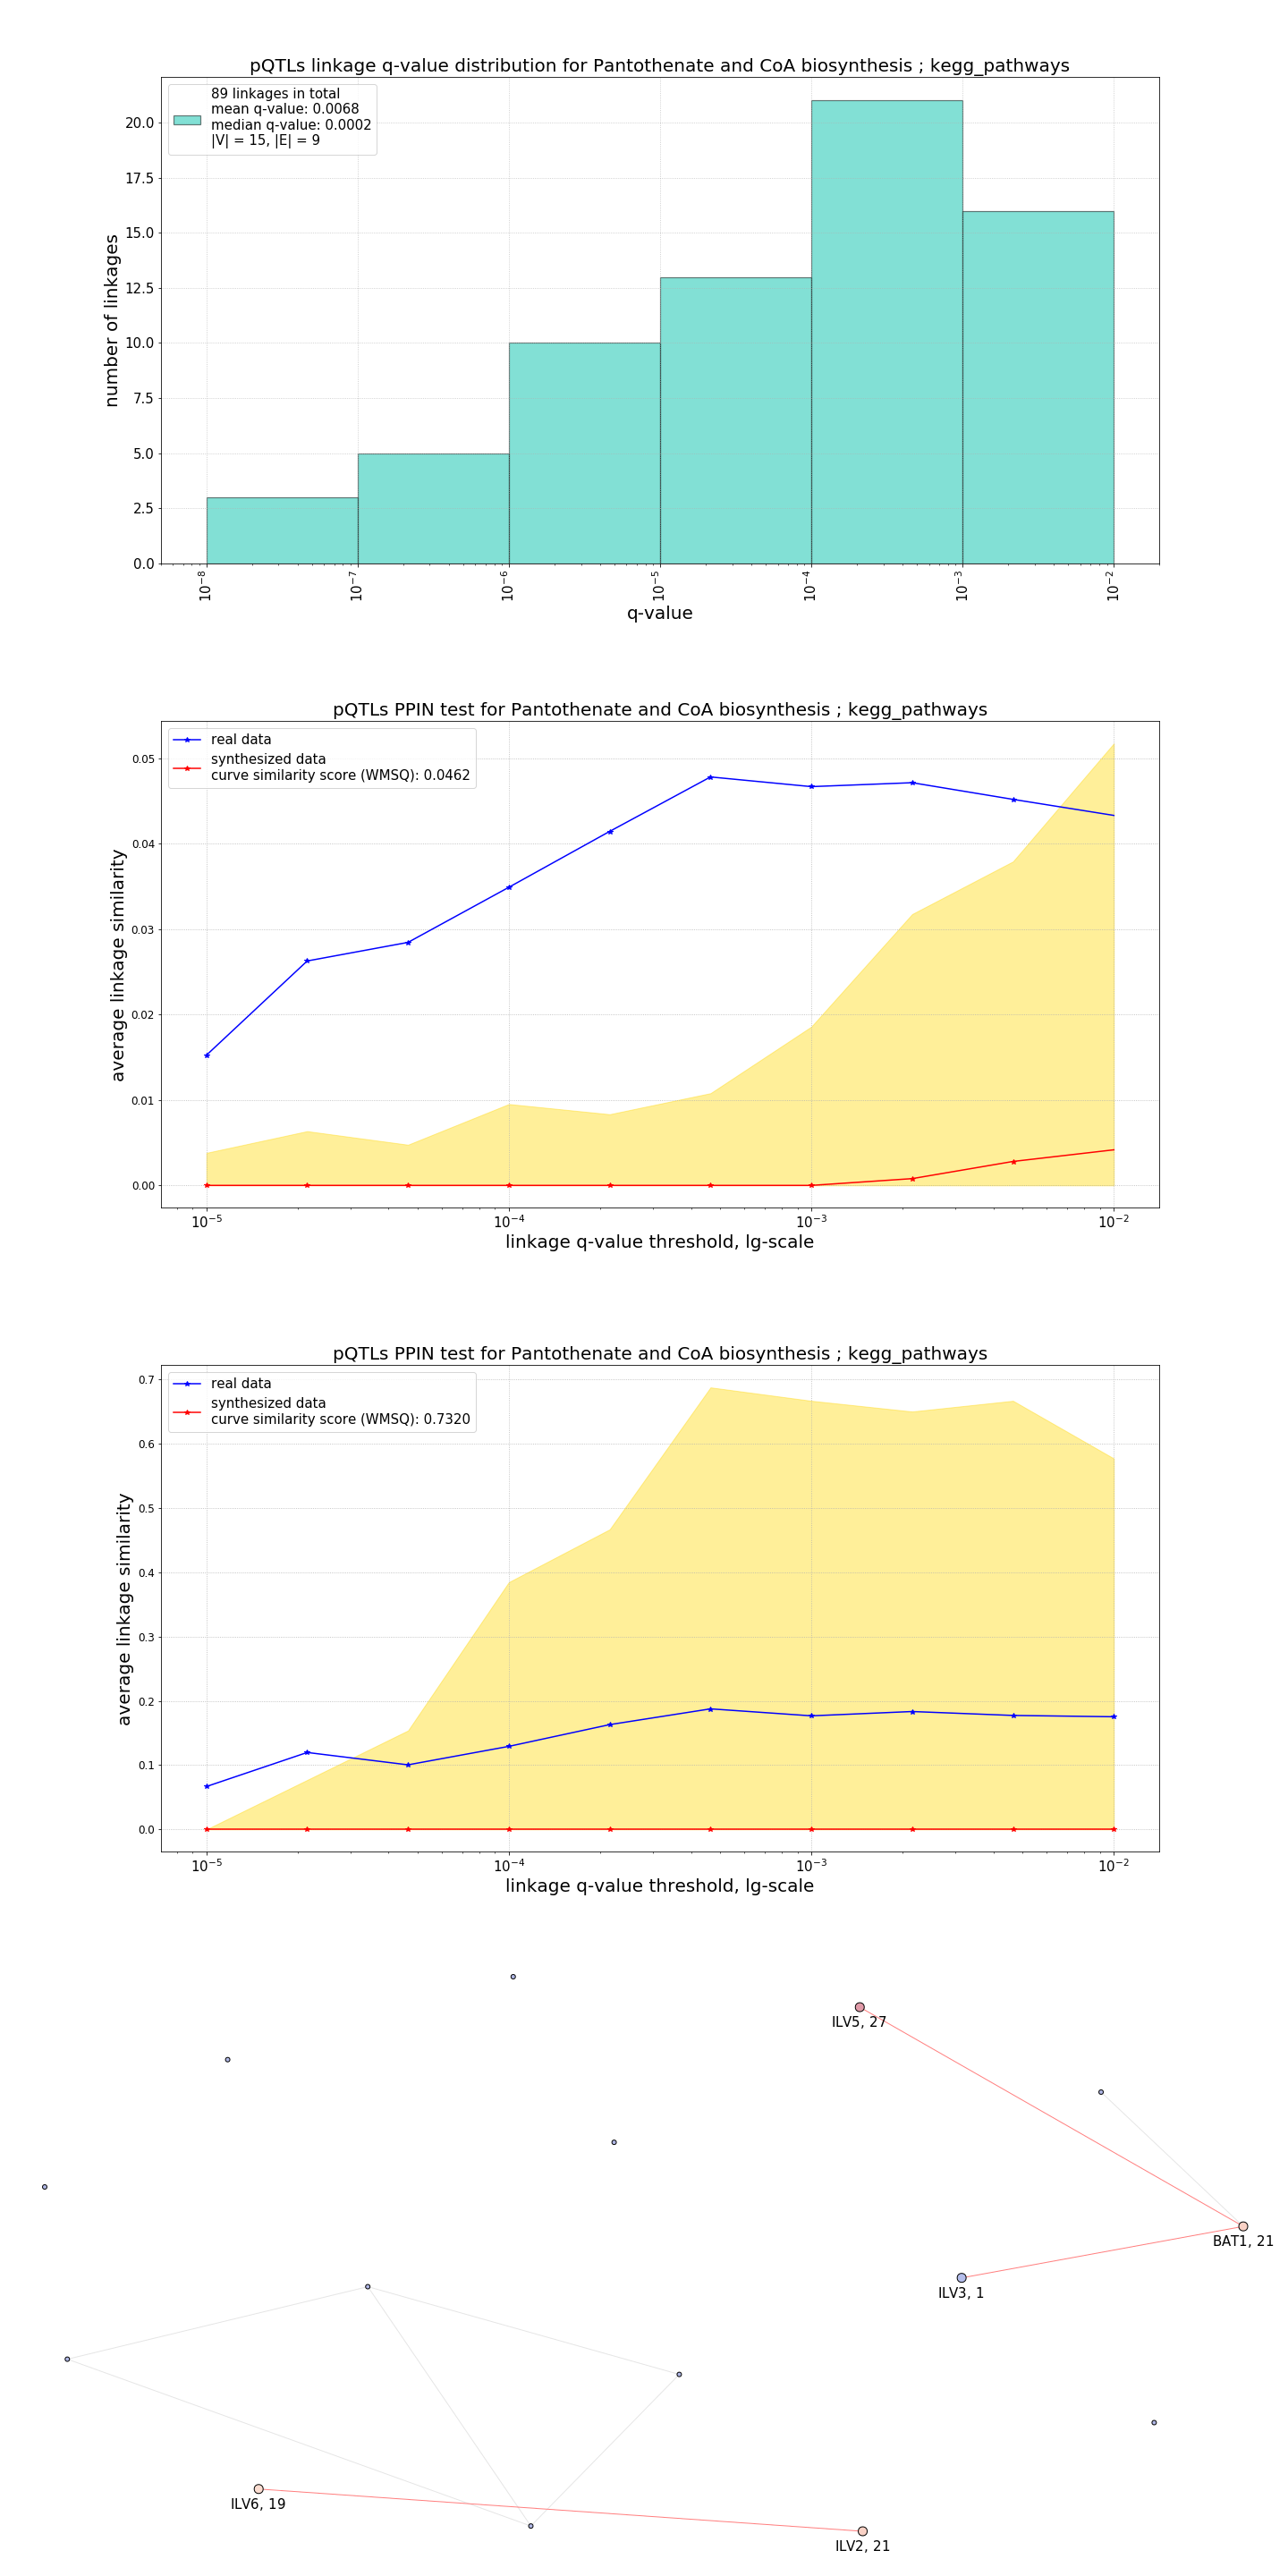 pQTLs linkage q-value distribution for Pantothenate and CoA biosynthesis ; kegg_pathways
89 linkages in total
mean q-value: 0.0068
median q-value: 0.0002
|V| = 15, |E| = 9
number of linkages
20.0
17.5
15.0
12.5
10.0
7.5
5.0
2.5
0.0
10⁻⁸ 10⁻⁷ 10⁻⁶ 10⁻⁵ 10⁻⁴ 10⁻³ 10⁻²
q-value
pQTLs PPIN test for Pantothenate and CoA biosynthesis ; kegg_pathways
real data
synthesized data
curve similarity score (WMSQ): 0.0462
average linkage similarity
0.05
0.04
0.03
0.02
0.01
0.00
10⁻⁵ 10⁻⁴ 10⁻³ 10⁻²
linkage q-value threshold, lg-scale
pQTLs PPIN test for Pantothenate and CoA biosynthesis ; kegg_pathways
real data
synthesized data
curve similarity score (WMSQ): 0.7320
average linkage similarity
0.7
0.6
0.5
0.4
0.3
0.2
0.1
0.0
10⁻⁵ 10⁻⁴ 10⁻³ 10⁻²
linkage q-value threshold, lg-scale
ILV5, 27
BAT1, 21
ILV3, 1
ILV6, 19
ILV2, 21